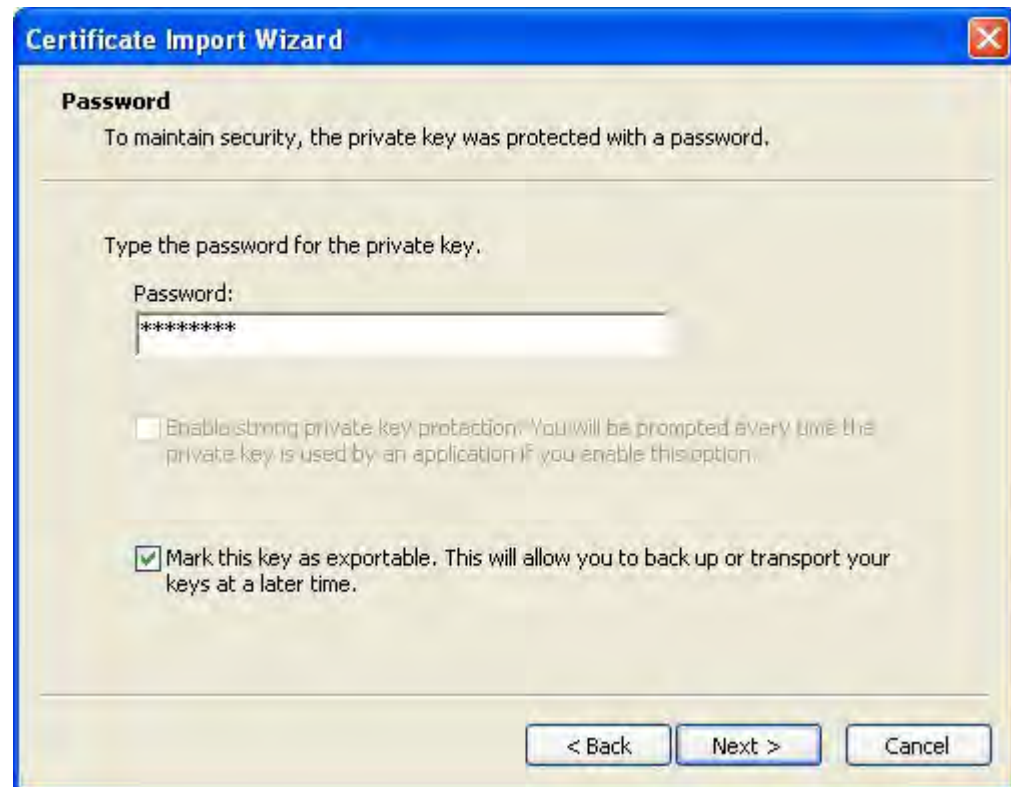 Certificate Import Wizard
Password
To maintain security, the private key was protected with a password.
Type the password for the private key.
Password:
********
Enable strong private key protection. You will be prompted every time the
private key is used by an application if you enable this option.
Mark this key as exportable. This will allow you to back up or transport your
keys at a later time.
< Back
Next >
Cancel